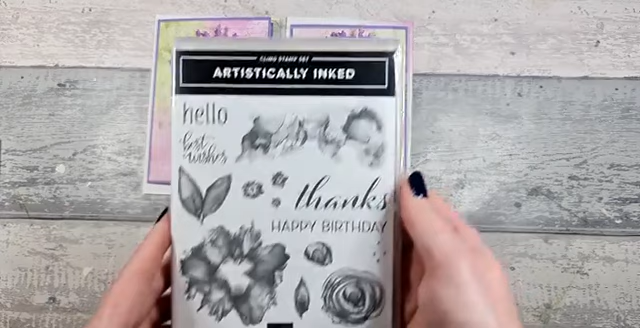 CLING STAMP SET
ARTISTICALLY INKED
hello
best
wishes
thanks
HAPPY BIRTHDAY